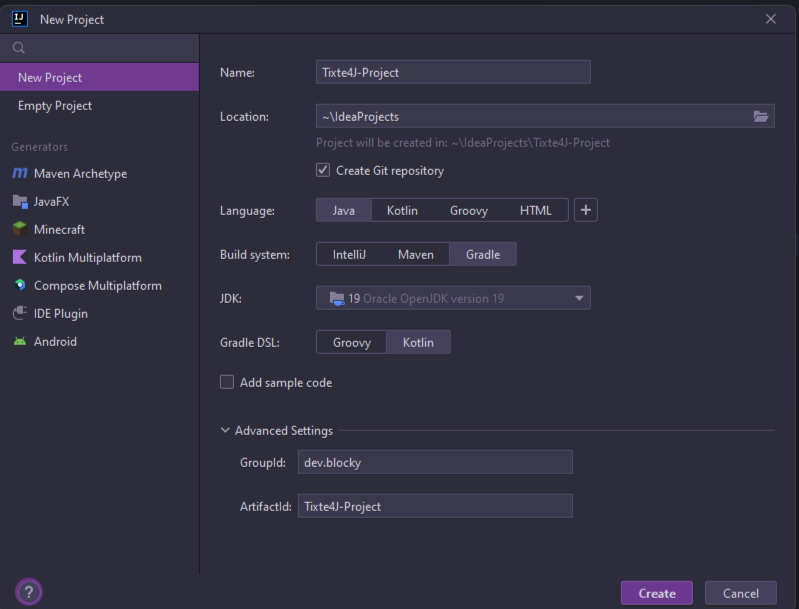 IJ New Project
New Project
Empty Project
Generators
m Maven Archetype
JavaFX
Minecraft
Kotlin Multiplatform
Compose Multiplatform
IDE Plugin
Android
?
Name: Tixte4J-Project
Location: ~\IdeaProjects
Project will be created in: ~\IdeaProjects\Tixte4J-Project
Create Git repository
Language: Java Kotlin Groovy HTML +
Build system: IntelliJ Maven Gradle
JDK: 19 Oracle OpenJDK version 19
Gradle DSL: Groovy Kotlin
Add sample code
Advanced Settings
GroupId: dev.blocky
ArtifactId: Tixte4J-Project
Create Cancel